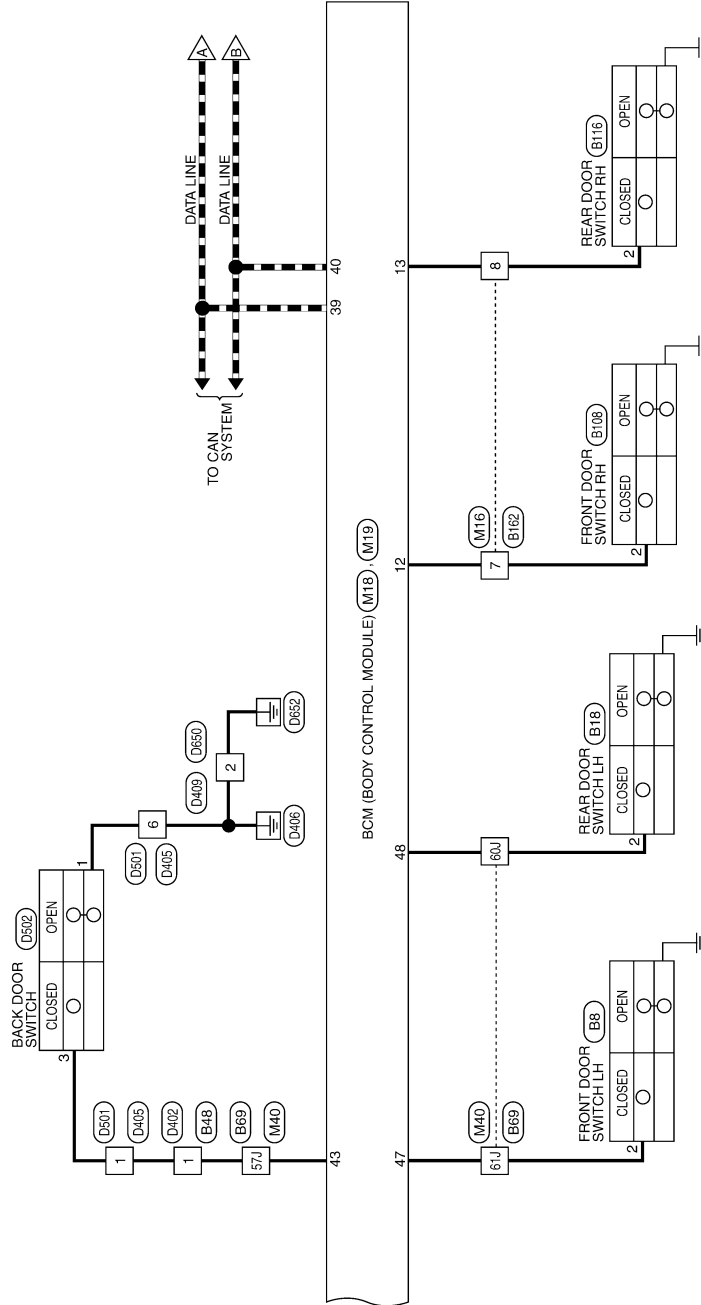 BACK DOOR
SWITCH
D502
CLOSED
OPEN
3
1
D501
D405
1
D402
B48
1
B69
M40
57J
43
D501
D405
6
D409
D650
2
D406
D652
DATA LINE
DATA LINE
A
B
TO CAN
SYSTEM
39
40
BCM (BODY CONTROL MODULE) M18 , M19
47
48
12
13
M40
B69
61J
60J
M16
B162
7
8
FRONT DOOR
SWITCH LH
B8
CLOSED
OPEN
2
REAR DOOR
SWITCH LH
B18
CLOSED
OPEN
2
FRONT DOOR
SWITCH RH
B108
CLOSED
OPEN
2
REAR DOOR
SWITCH RH
B116
CLOSED
OPEN
2